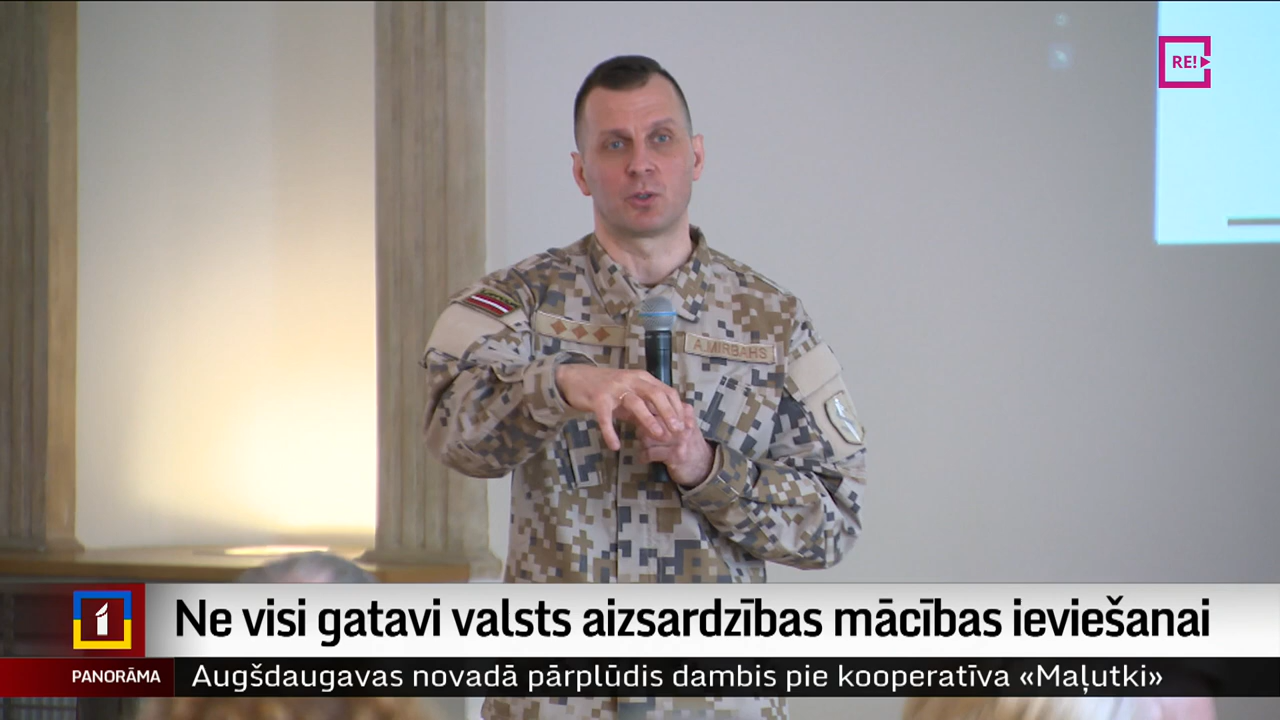 RE!
A.MIRBAHS
1
Ne visi gatavi valsts aizsardzības mācības ieviešanai
PANORĀMA
Augšdaugavas novadā pārplūdis dambis pie kooperatīva «Maļutki»